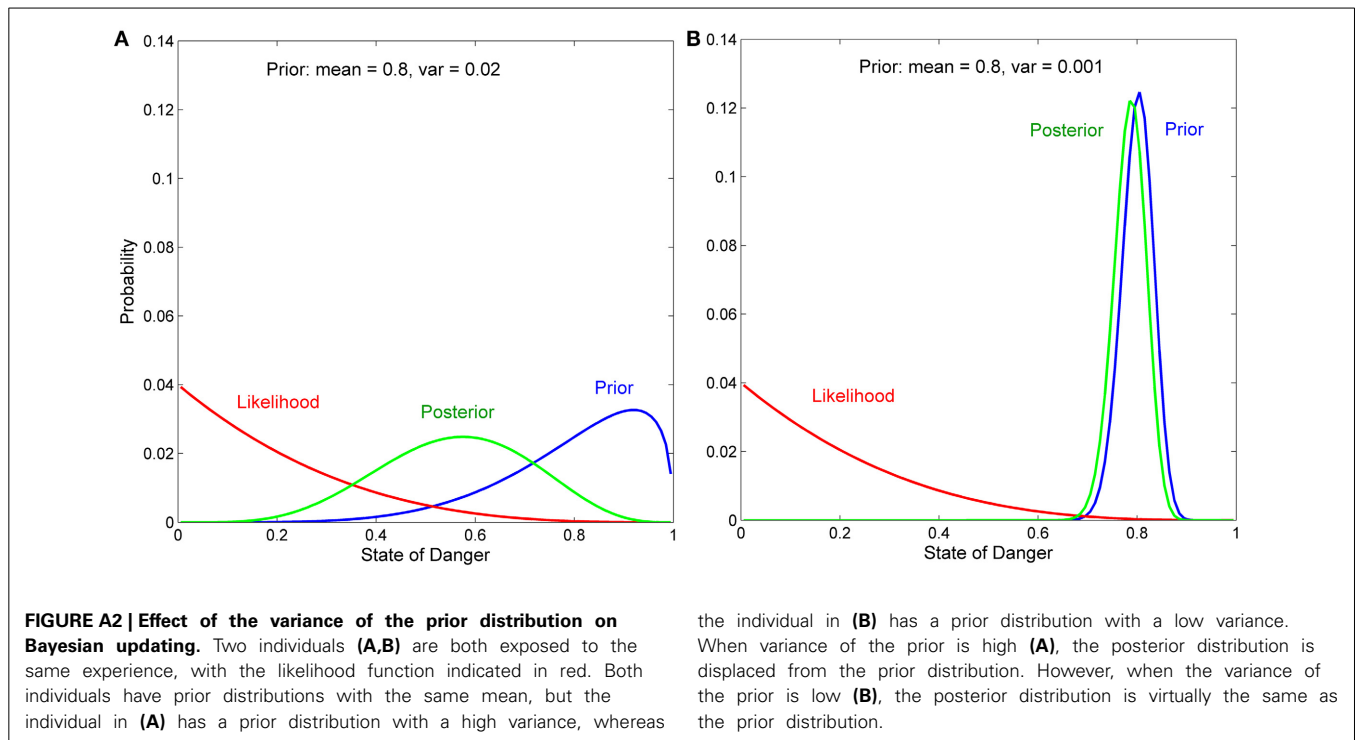 A
Prior: mean = 0.8, var = 0.02
0.14
0.12
0.1
0.08
0.06
0.04
0.02
0
Probability
Likelihood
Posterior
Prior
0 0.2 0.4 0.6 0.8 1
State of Danger
B
Prior: mean = 0.8, var = 0.001
0.14
0.12
0.1
0.08
0.06
0.04
0.02
0
Posterior
Prior
Likelihood
0 0.2 0.4 0.6 0.8 1
State of Danger
FIGURE A2 | Effect of the variance of the prior distribution on
Bayesian updating. Two individuals (A,B) are both exposed to the
same experience, with the likelihood function indicated in red. Both
individuals have prior distributions with the same mean, but the
individual in (A) has a prior distribution with a high variance, whereas
the individual in (B) has a prior distribution with a low variance.
When variance of the prior is high (A), the posterior distribution is
displaced from the prior distribution. However, when the variance of
the prior is low (B), the posterior distribution is virtually the same as
the prior distribution.